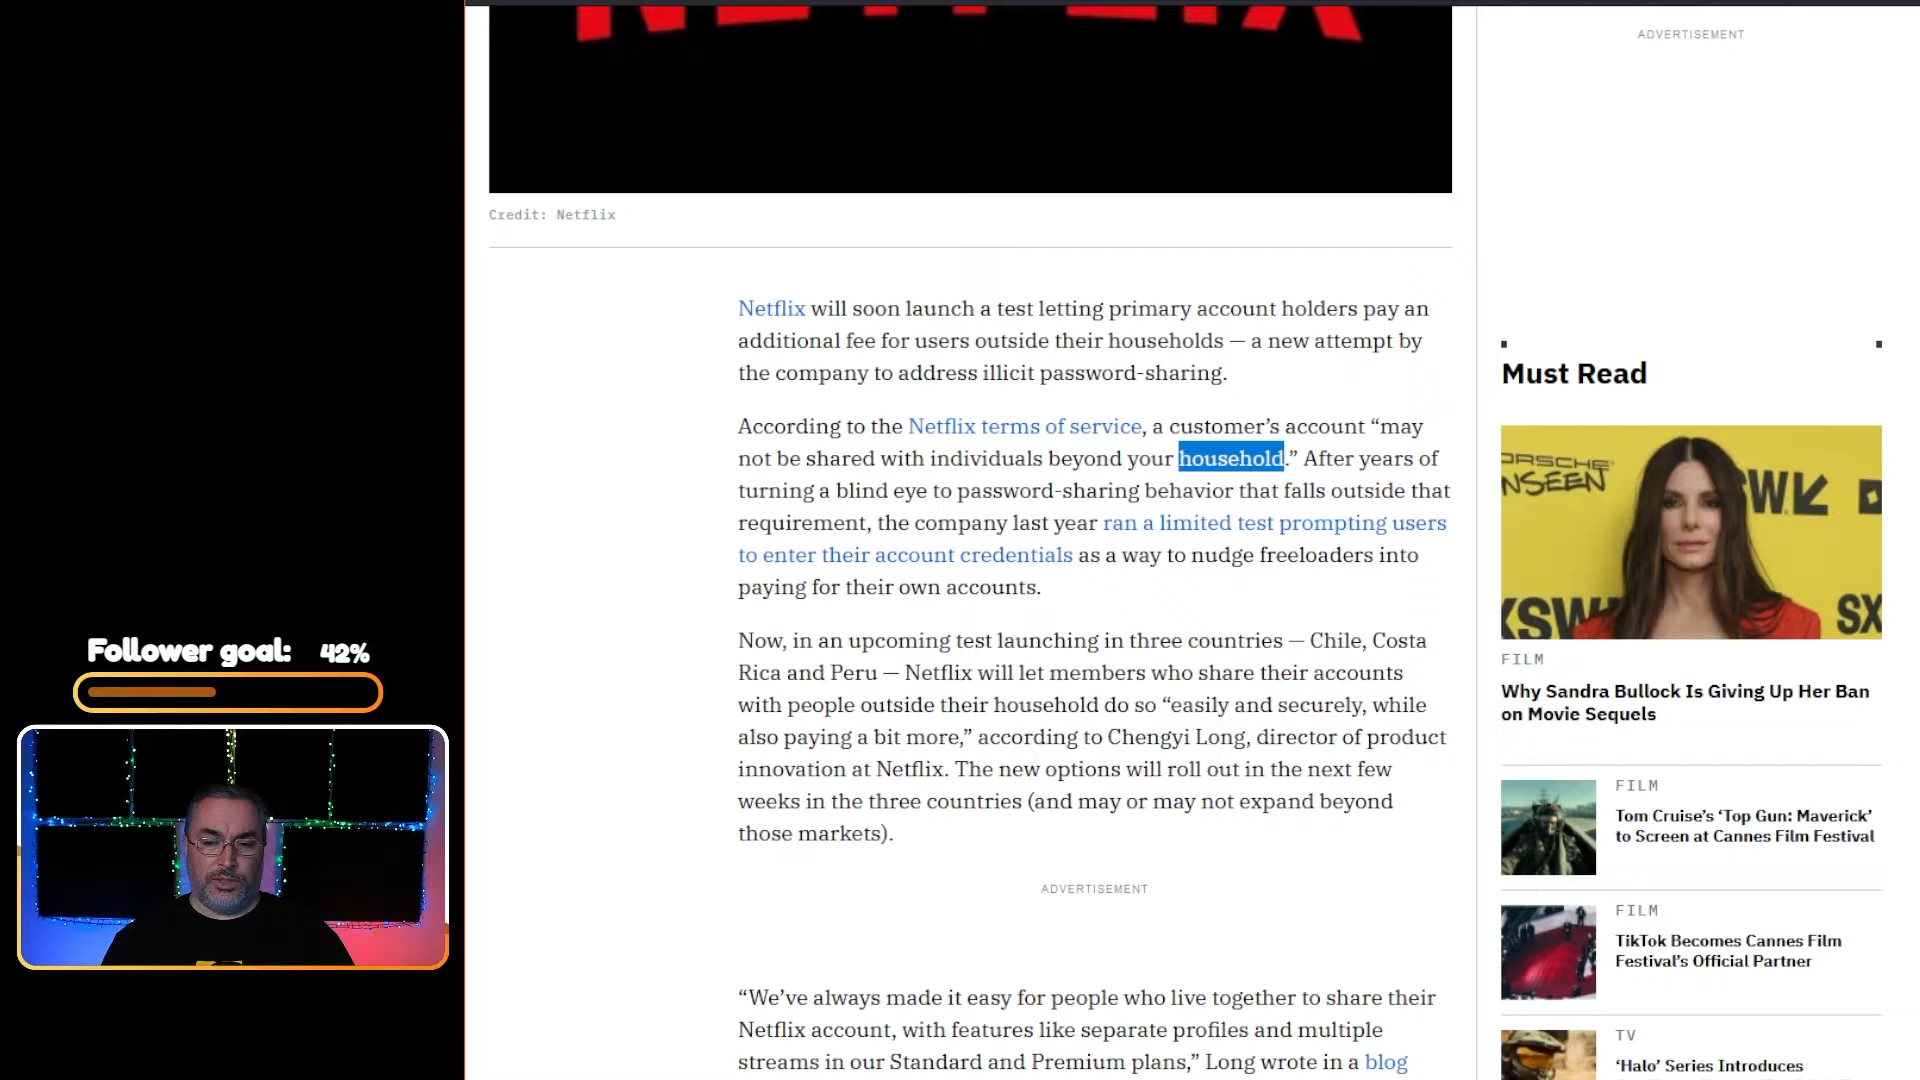 NETFLIX
Credit: Netflix
Netflix will soon launch a test letting primary account holders pay an
additional fee for users outside their households — a new attempt by
the company to address illicit password-sharing.
According to the Netflix terms of service, a customer’s account “may
not be shared with individuals beyond your household.” After years of
turning a blind eye to password-sharing behavior that falls outside that
requirement, the company last year ran a limited test prompting users
to enter their account credentials as a way to nudge freeloaders into
paying for their own accounts.
Now, in an upcoming test launching in three countries — Chile, Costa
Rica and Peru — Netflix will let members who share their accounts
with people outside their household do so “easily and securely, while
also paying a bit more,” according to Chengyi Long, director of product
innovation at Netflix. The new options will roll out in the next few
weeks in the three countries (and may or may not expand beyond
those markets).
ADVERTISEMENT
“We’ve always made it easy for people who live together to share their
Netflix account, with features like separate profiles and multiple
streams in our Standard and Premium plans,” Long wrote in a blog
ADVERTISEMENT
Must Read
ORSCHE
NSEEN
SW
XSW
SX
FILM
Why Sandra Bullock Is Giving Up Her Ban
on Movie Sequels
FILM
Tom Cruise’s ‘Top Gun: Maverick’
to Screen at Cannes Film Festival
FILM
TikTok Becomes Cannes Film
Festival’s Official Partner
TV
‘Halo’ Series Introduces
Follower goal: 42%